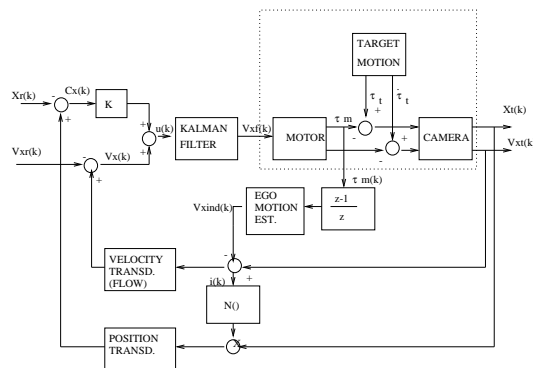 TARGET
MOTION
Xr(k)
-
Cx(k)
K
+
τ t
τ̇ t
+
Xt(k)
+
u(k)
KALMAN
FILTER
Vxf(k)
MOTOR
τ m
-
+
CAMERA
Vxr(k)
-
Vx(k)
+
-
Vxt(k
+
τ m(k)
Vxind(k)
EGO
MOTION
EST.
z-1
z
VELOCITY
TRANSD.
(FLOW)
-
+
i(k)
N()
POSITION
TRANSD.
X